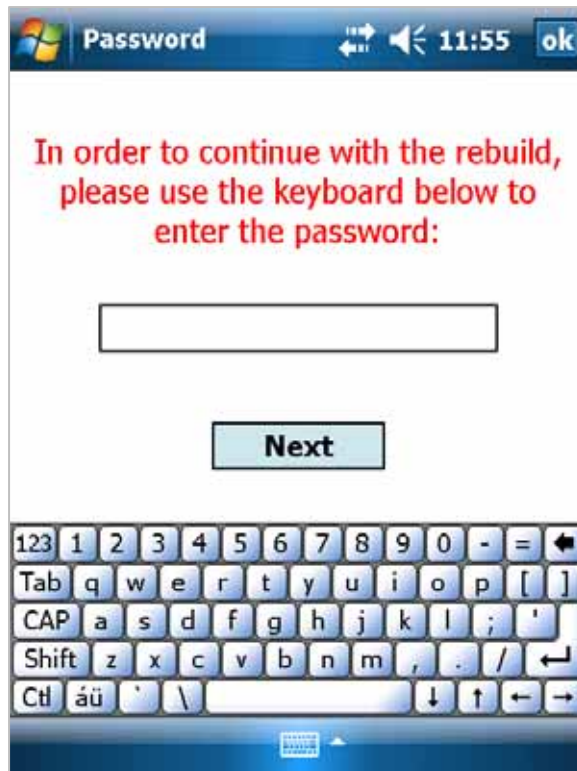 Password 11:55 ok
In order to continue with the rebuild,
please use the keyboard below to
enter the password:
Next
123 1 2 3 4 5 6 7 8 9 0 - =
Tab q w e r t y u i o p [ ]
CAP a s d f g h j k l ; '
Shift z x c v b n m , . /
Ctl áü ` \